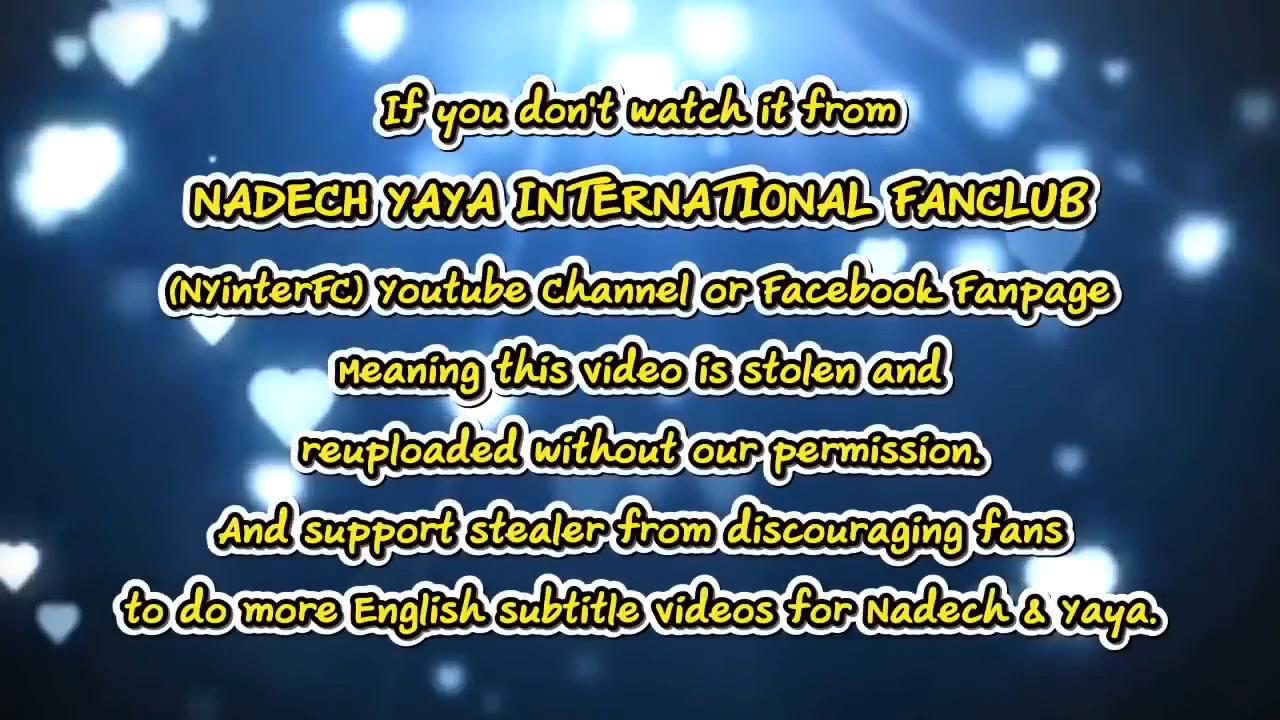 If you don't watch it from
NADECH YAYA INTERNATIONAL FANCLUB
(NYinterFC) Youtube Channel or Facebook Fanpage
Meaning this video is stolen and
reuploaded without our permission.
And support stealer from discouraging fans
to do more English subtitle videos for Nadech & Yaya.